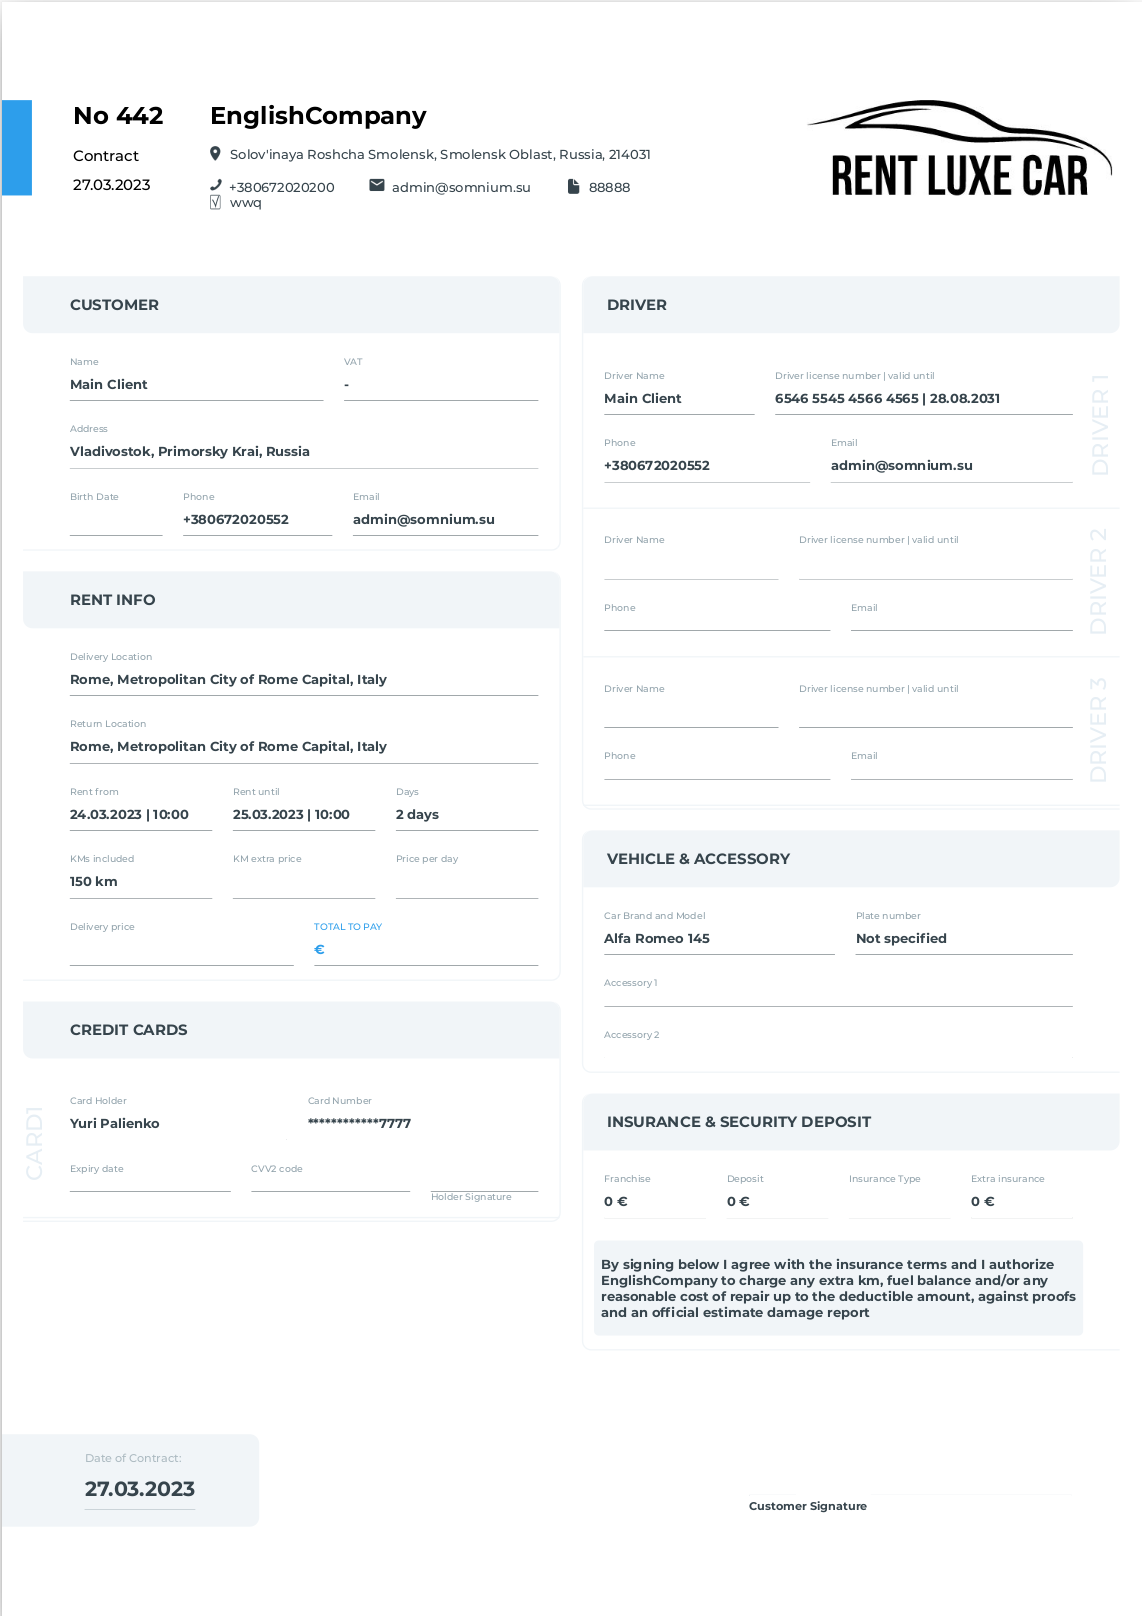 No 442
Contract
27.03.2023
EnglishCompany
Solov'inaya Roshcha Smolensk, Smolensk Oblast, Russia, 214031
+380672020200 admin@somnium.su 88888
wwq
RENT LUXE CAR
CUSTOMER
Name VAT
Main Client -
Address
Vladivostok, Primorsky Krai, Russia
Birth Date Phone Email
+380672020552 admin@somnium.su
RENT INFO
Delivery Location
Rome, Metropolitan City of Rome Capital, Italy
Return Location
Rome, Metropolitan City of Rome Capital, Italy
Rent from Rent until Days
24.03.2023 | 10:00 25.03.2023 | 10:00 2 days
KMs included KM extra price Price per day
150 km
Delivery price TOTAL TO PAY
€
CREDIT CARDS
CARD1
Card Holder Card Number
Yuri Palienko ************7777
Expiry date CVV2 code
Holder Signature
DRIVER
Driver Name Driver license number | valid until
Main Client 6546 5545 4566 4565 | 28.08.2031
Phone Email
+380672020552 admin@somnium.su
DRIVER 1
Driver Name Driver license number | valid until
Phone Email
DRIVER 2
Driver Name Driver license number | valid until
Phone Email
DRIVER 3
VEHICLE & ACCESSORY
Car Brand and Model Plate number
Alfa Romeo 145 Not specified
Accessory 1
Accessory 2
INSURANCE & SECURITY DEPOSIT
Franchise Deposit Insurance Type Extra insurance
0 € 0 € 0 €
By signing below I agree with the insurance terms and I authorize
EnglishCompany to charge any extra km, fuel balance and/or any
reasonable cost of repair up to the deductible amount, against proofs
and an official estimate damage report
Date of Contract:
27.03.2023
Customer Signature